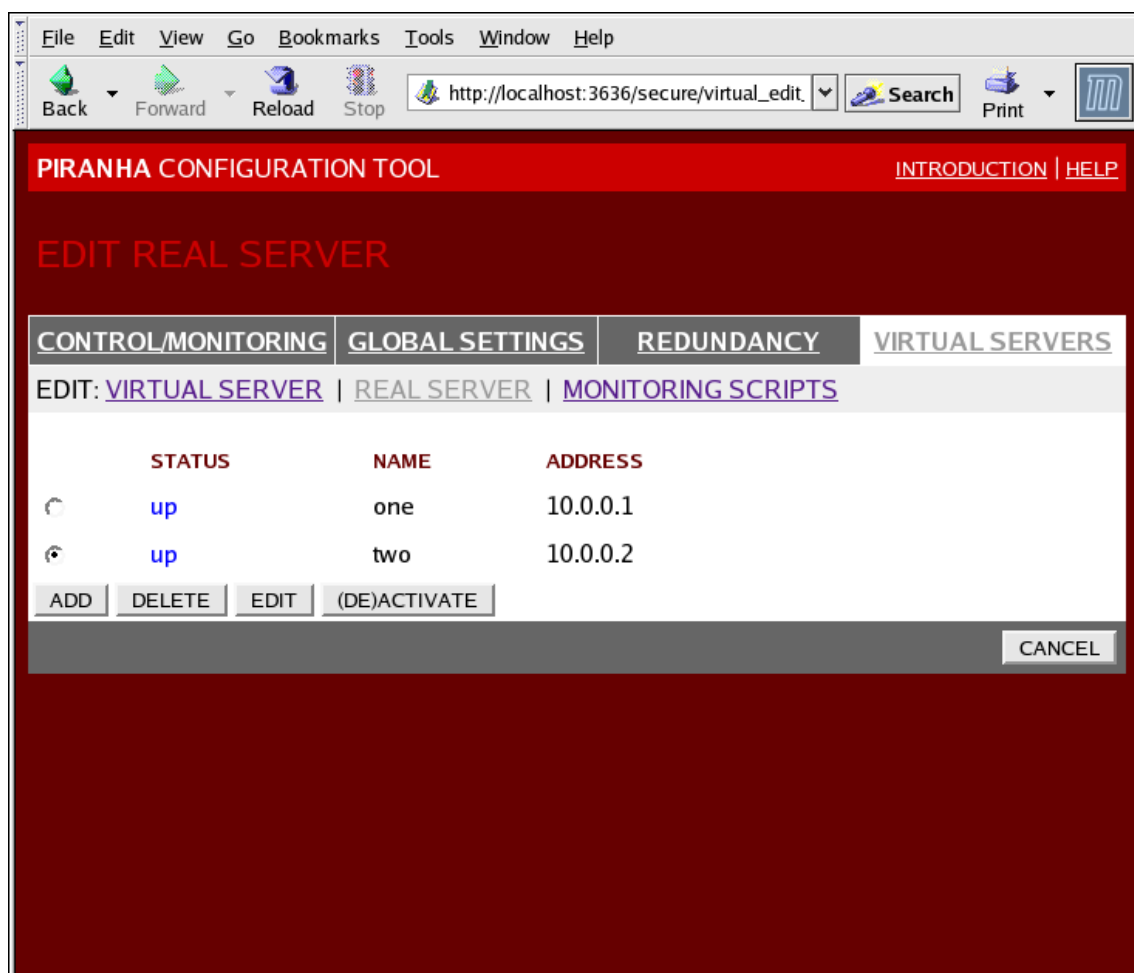 File Edit View Go Bookmarks Tools Window Help
Back Forward Reload Stop http://localhost:3636/secure/virtual_edit_ Search Print m
PIRANHA CONFIGURATION TOOL INTRODUCTION | HELP
EDIT REAL SERVER
CONTROL/MONITORING GLOBAL SETTINGS REDUNDANCY VIRTUAL SERVERS
EDIT: VIRTUAL SERVER | REAL SERVER | MONITORING SCRIPTS
STATUS NAME ADDRESS
up one 10.0.0.1
up two 10.0.0.2
ADD DELETE EDIT (DE)ACTIVATE
CANCEL